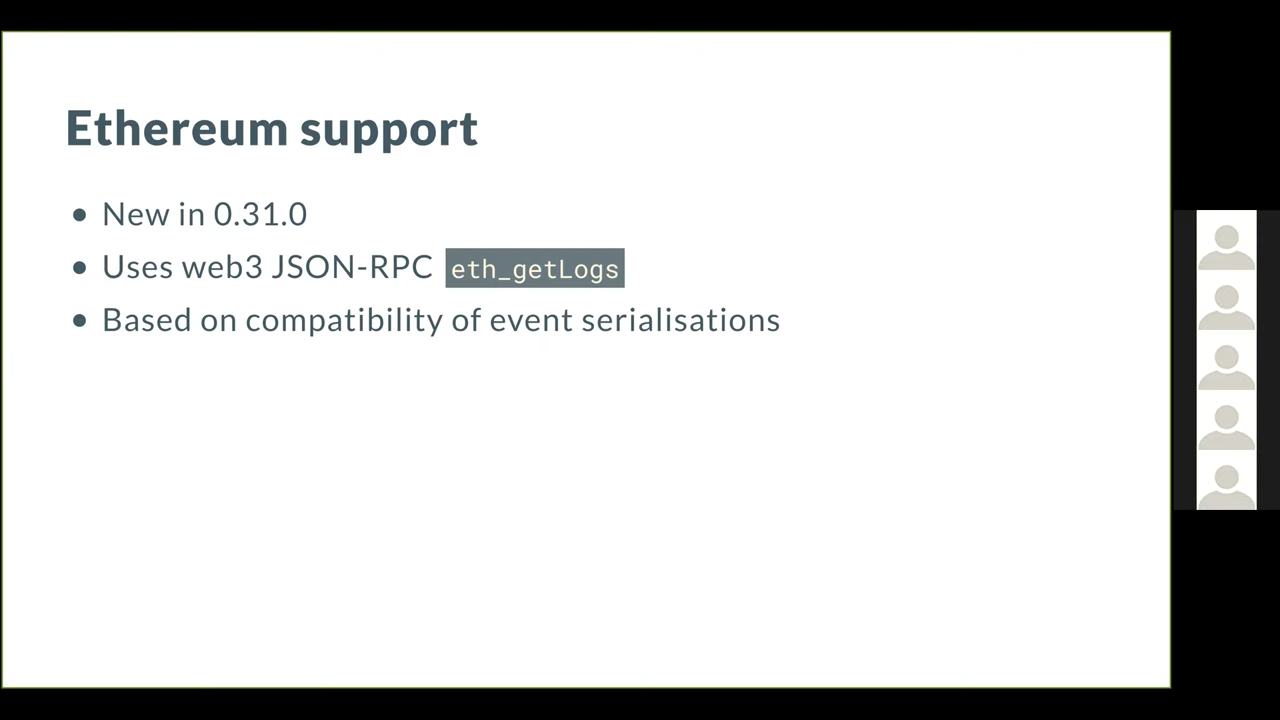 Ethereum support
• New in 0.31.0
• Uses web3 JSON-RPC eth_getLogs
• Based on compatibility of event serialisations